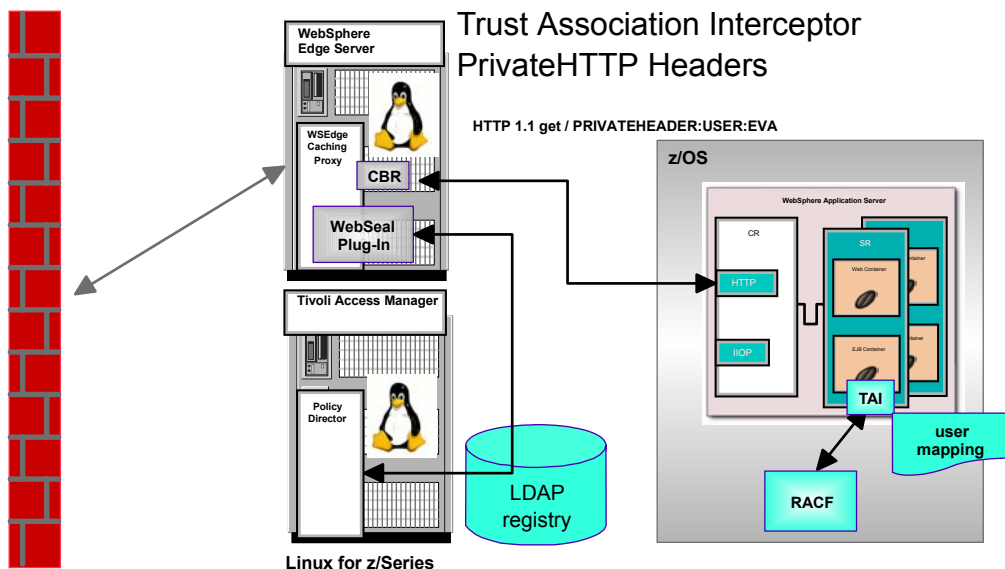 Trust Association Interceptor
PrivateHTTP Headers
WebSphere
Edge Server
WSEdge
Caching
Proxy
CBR
WebSeal
Plug-In
HTTP 1.1 get / PRIVATEHEADER:USER:EVA
z/OS
WebSphere Application Server
CR
HTTP
IIOP
SR
Web Container
ntainer
EJB Container
ontainer
TAI
user
mapping
RACF
Tivoli Access Manager
Policy
Director
LDAP
registry
Linux for z/Series